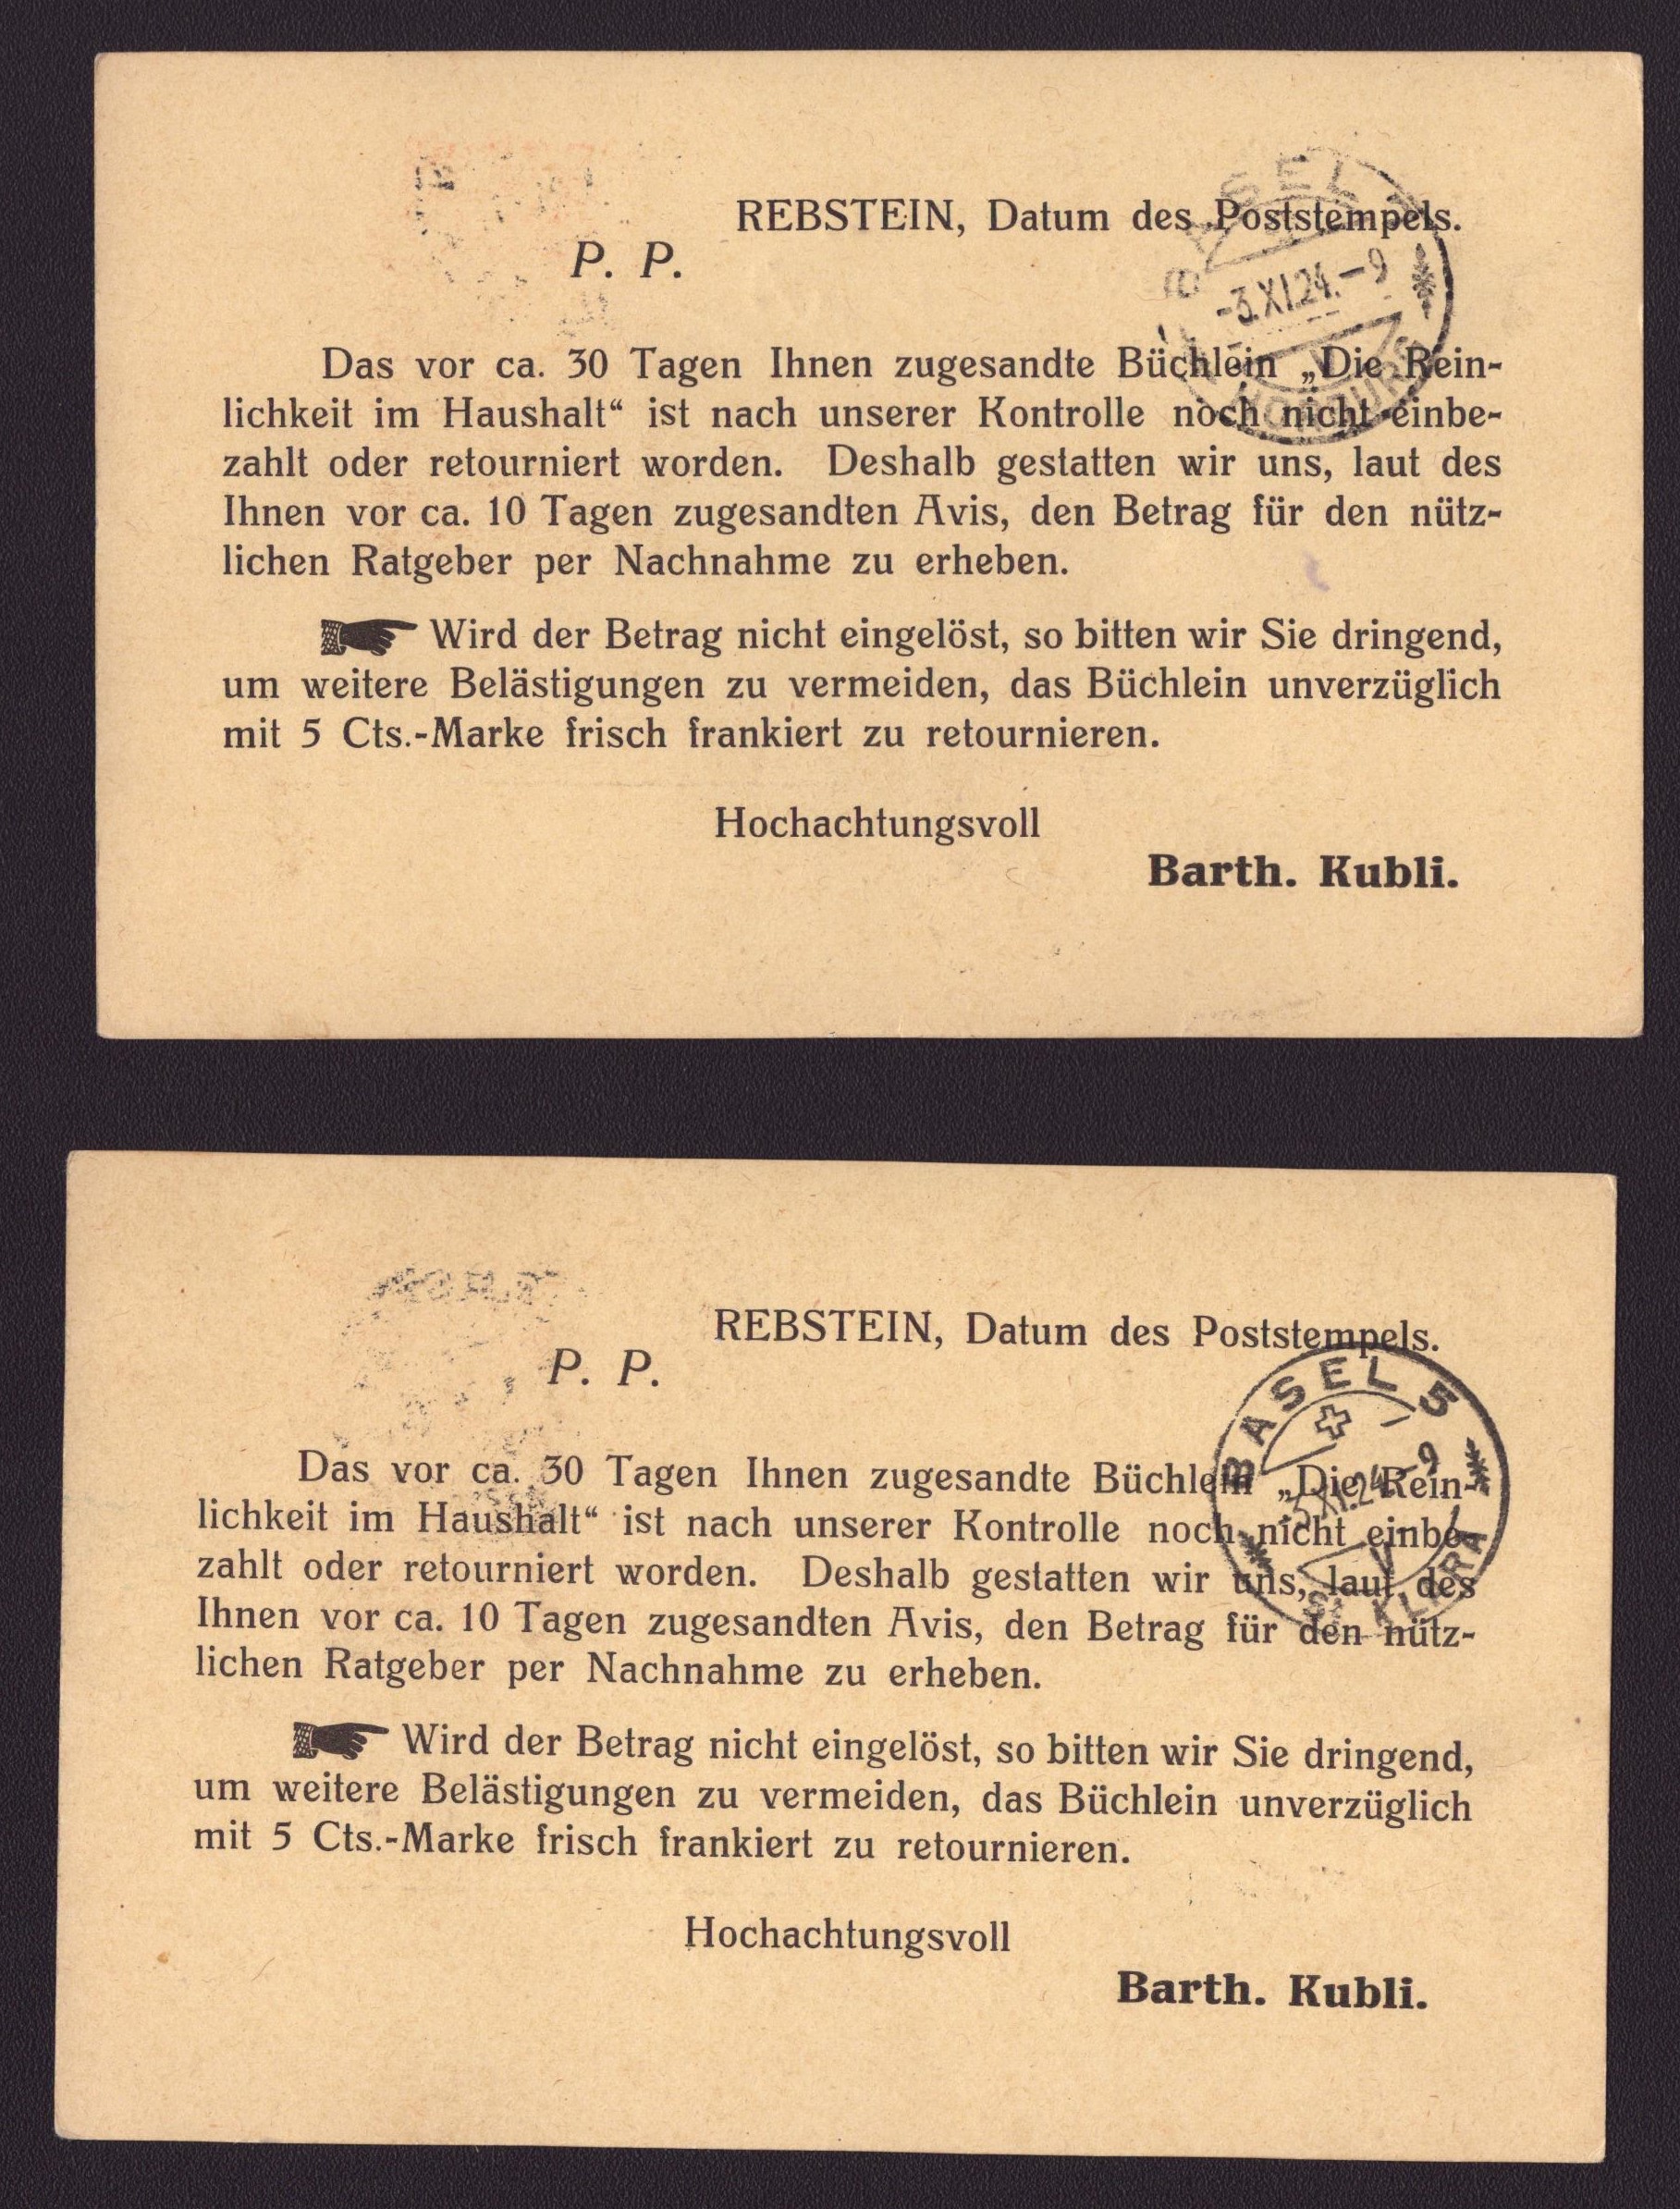 REBSTEIN, Datum des Poststempels.
P. P.
BASEL
-3.XI.24.-9
Das vor ca. 30 Tagen Ihnen zugesandte Büchlein „Die Rein-
lichkeit im Haushalt“ ist nach unserer Kontrolle noch nicht einbe-
zahlt oder retourniert worden. Deshalb gestatten wir uns, laut des
Ihnen vor ca. 10 Tagen zugesandten Avis, den Betrag für den nütz-
lichen Ratgeber per Nachnahme zu erheben.
Wird der Betrag nicht eingelöst, so bitten wir Sie dringend,
um weitere Belästigungen zu vermeiden, das Büchlein unverzüglich
mit 5 Cts.-Marke frisch frankiert zu retournieren.
Hochachtungsvoll
Barth. Kubli.
REBSTEIN, Datum des Poststempels.
P. P.
BASEL 5
Das vor ca. 30 Tagen Ihnen zugesandte Büchlein „Die Rein-
lichkeit im Haushalt“ ist nach unserer Kontrolle noch nicht einbe-
zahlt oder retourniert worden. Deshalb gestatten wir uns, laut des
Ihnen vor ca. 10 Tagen zugesandten Avis, den Betrag für den nütz-
lichen Ratgeber per Nachnahme zu erheben.
Wird der Betrag nicht eingelöst, so bitten wir Sie dringend,
um weitere Belästigungen zu vermeiden, das Büchlein unverzüglich
mit 5 Cts.-Marke frisch frankiert zu retournieren.
Hochachtungsvoll
Barth. Kubli.